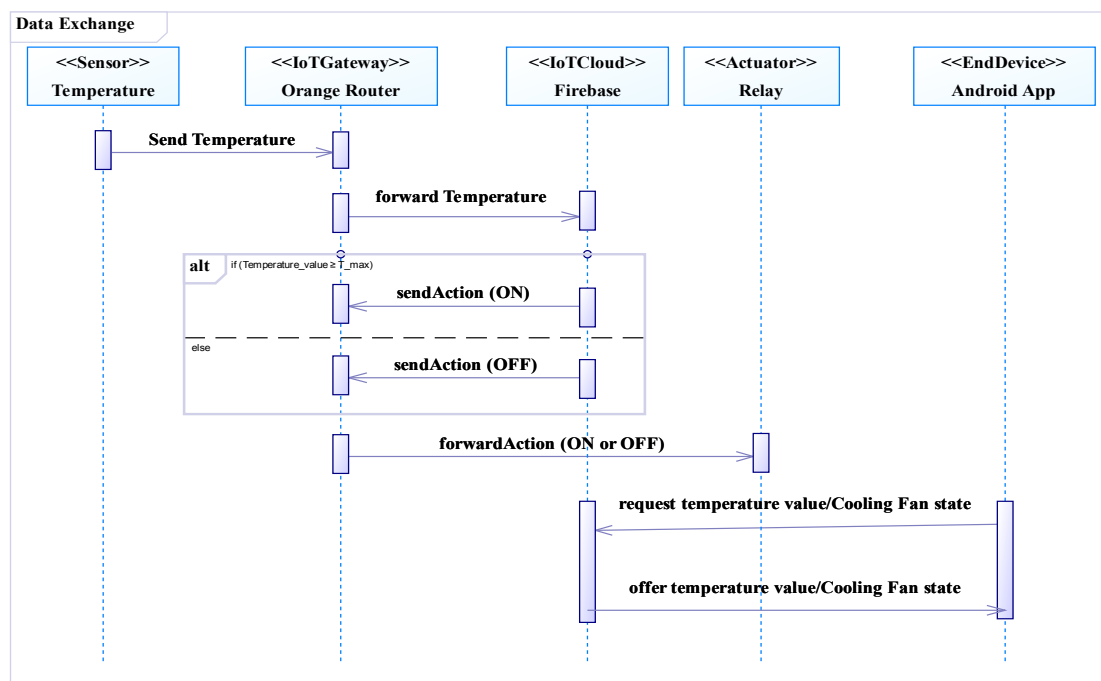 Data Exchange
<<Sensor>>
Temperature
<<IoTGateway>>
Orange Router
<<IoTCloud>>
Firebase
<<Actuator>>
Relay
<<EndDevice>>
Android App
Send Temperature
forward Temperature
alt
if (Temperature_value ≥ T_max)
sendAction (ON)
else
sendAction (OFF)
forwardAction (ON or OFF)
request temperature value/Cooling Fan state
offer temperature value/Cooling Fan state